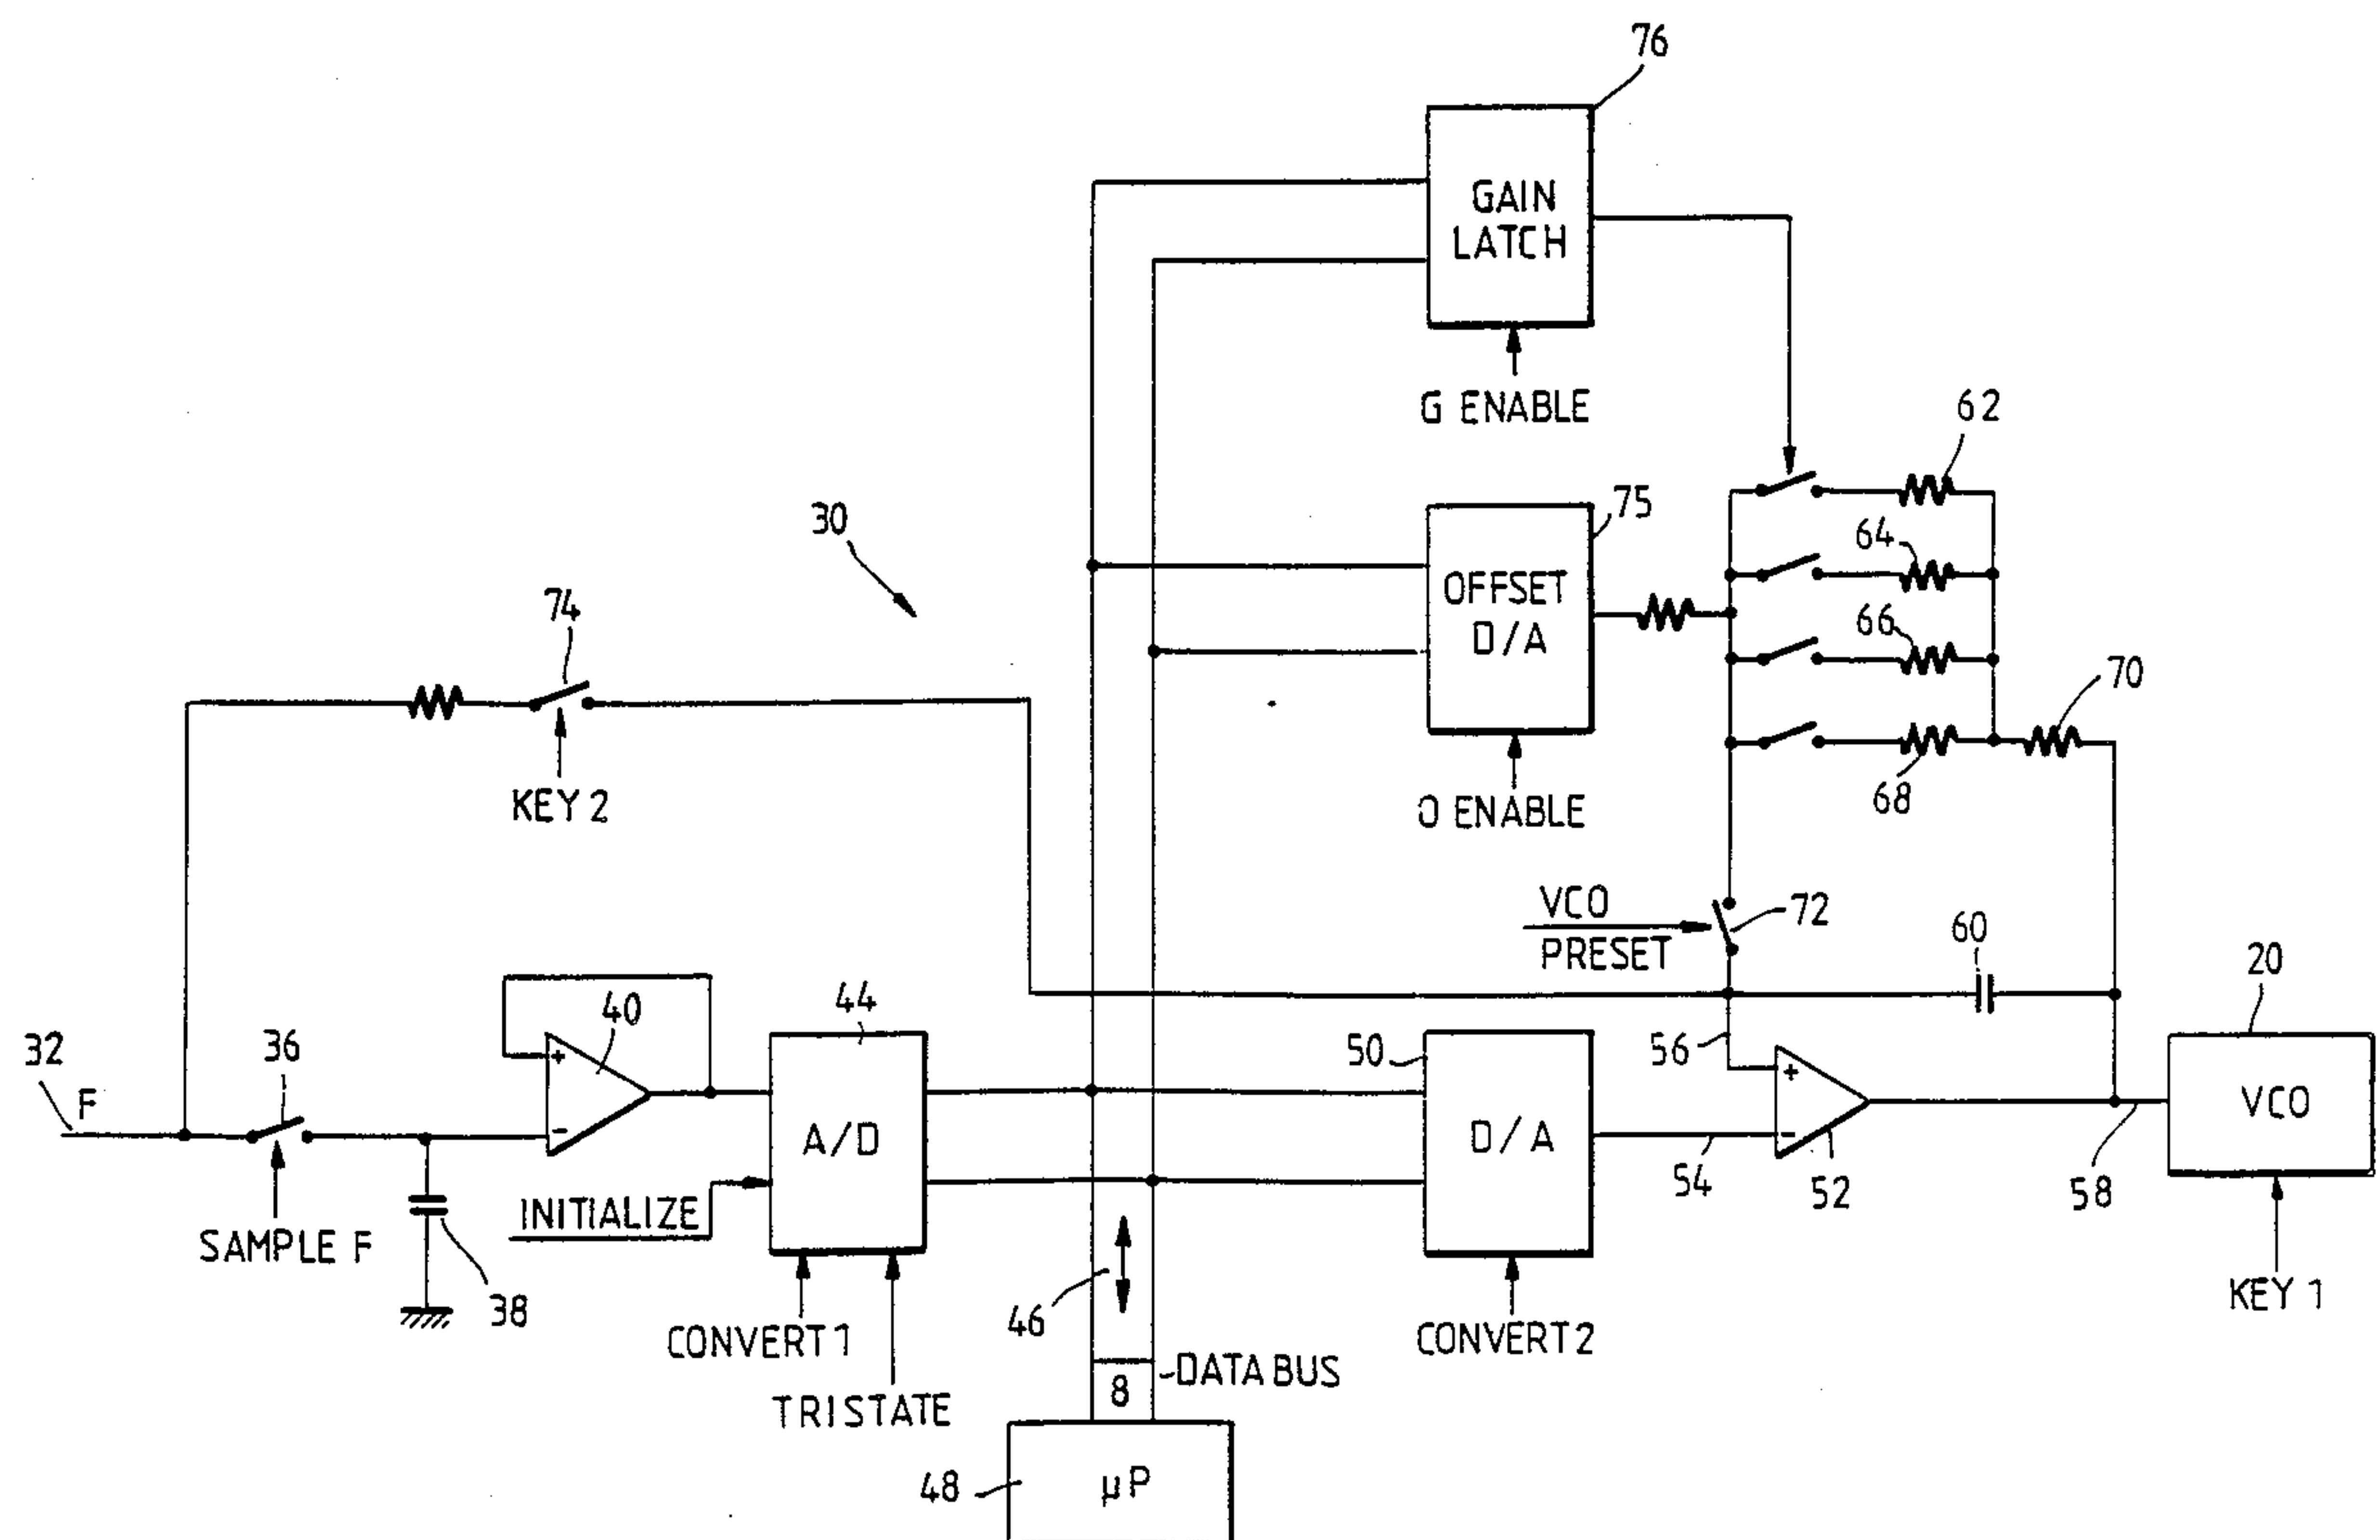 76
GAIN
LATCH
G ENABLE
62
30
75
64
OFFSET
D/A
74
66
70
KEY 2
O ENABLE
68
VCO
PRESET
72
60
20
40
44
32
F
36
56
50
A/D
D/A
VCO
+
-
+
-
INITIALIZE
54
52
58
SAMPLE F
38
46
KEY 1
CONVERT 1
CONVERT 2
TRISTATE
8
DATA BUS
48
μP